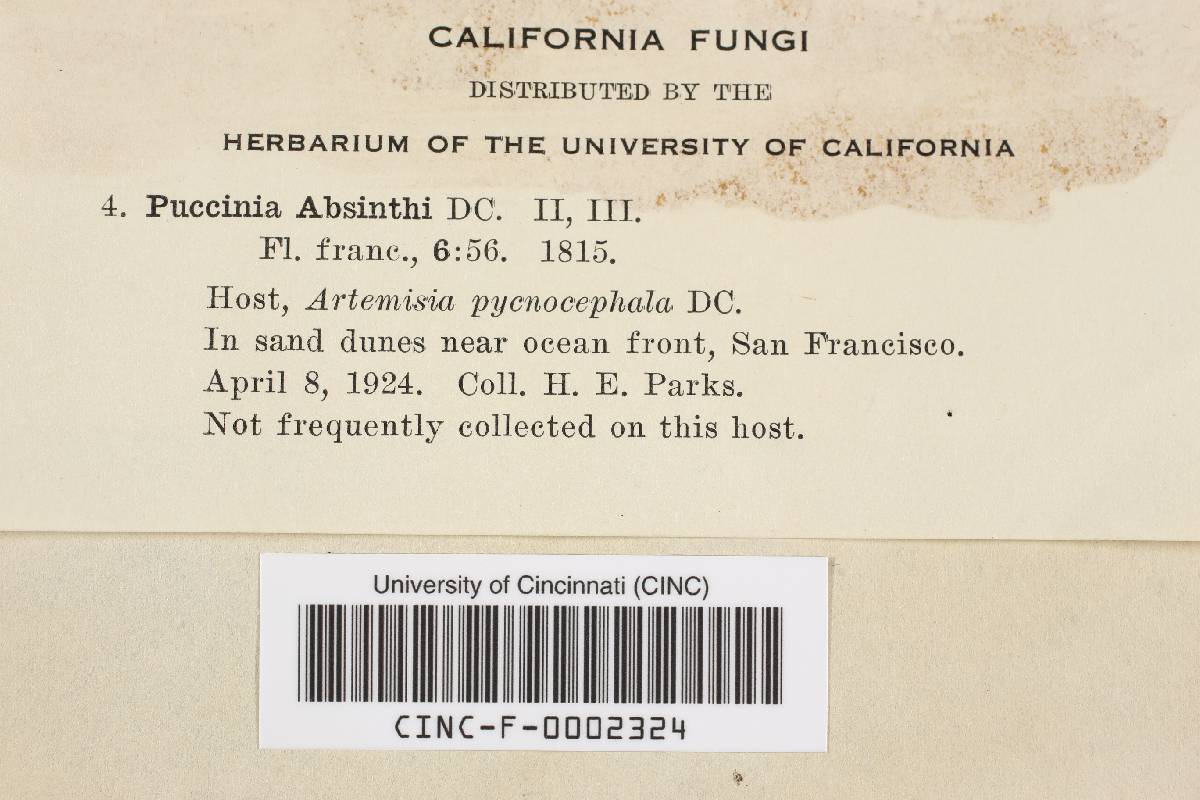 CALIFORNIA FUNGI
DISTRIBUTED BY THE
HERBARIUM OF THE UNIVERSITY OF CALIFORNIA
4. Puccinia Absinthi DC. II, III.
Fl. franc., 6:56. 1815.
Host, Artemisia pycnocephala DC.
In sand dunes near ocean front, San Francisco.
April 8, 1924. Coll. H. E. Parks.
Not frequently collected on this host.
University of Cincinnati (CINC)
CINC-F-0002324